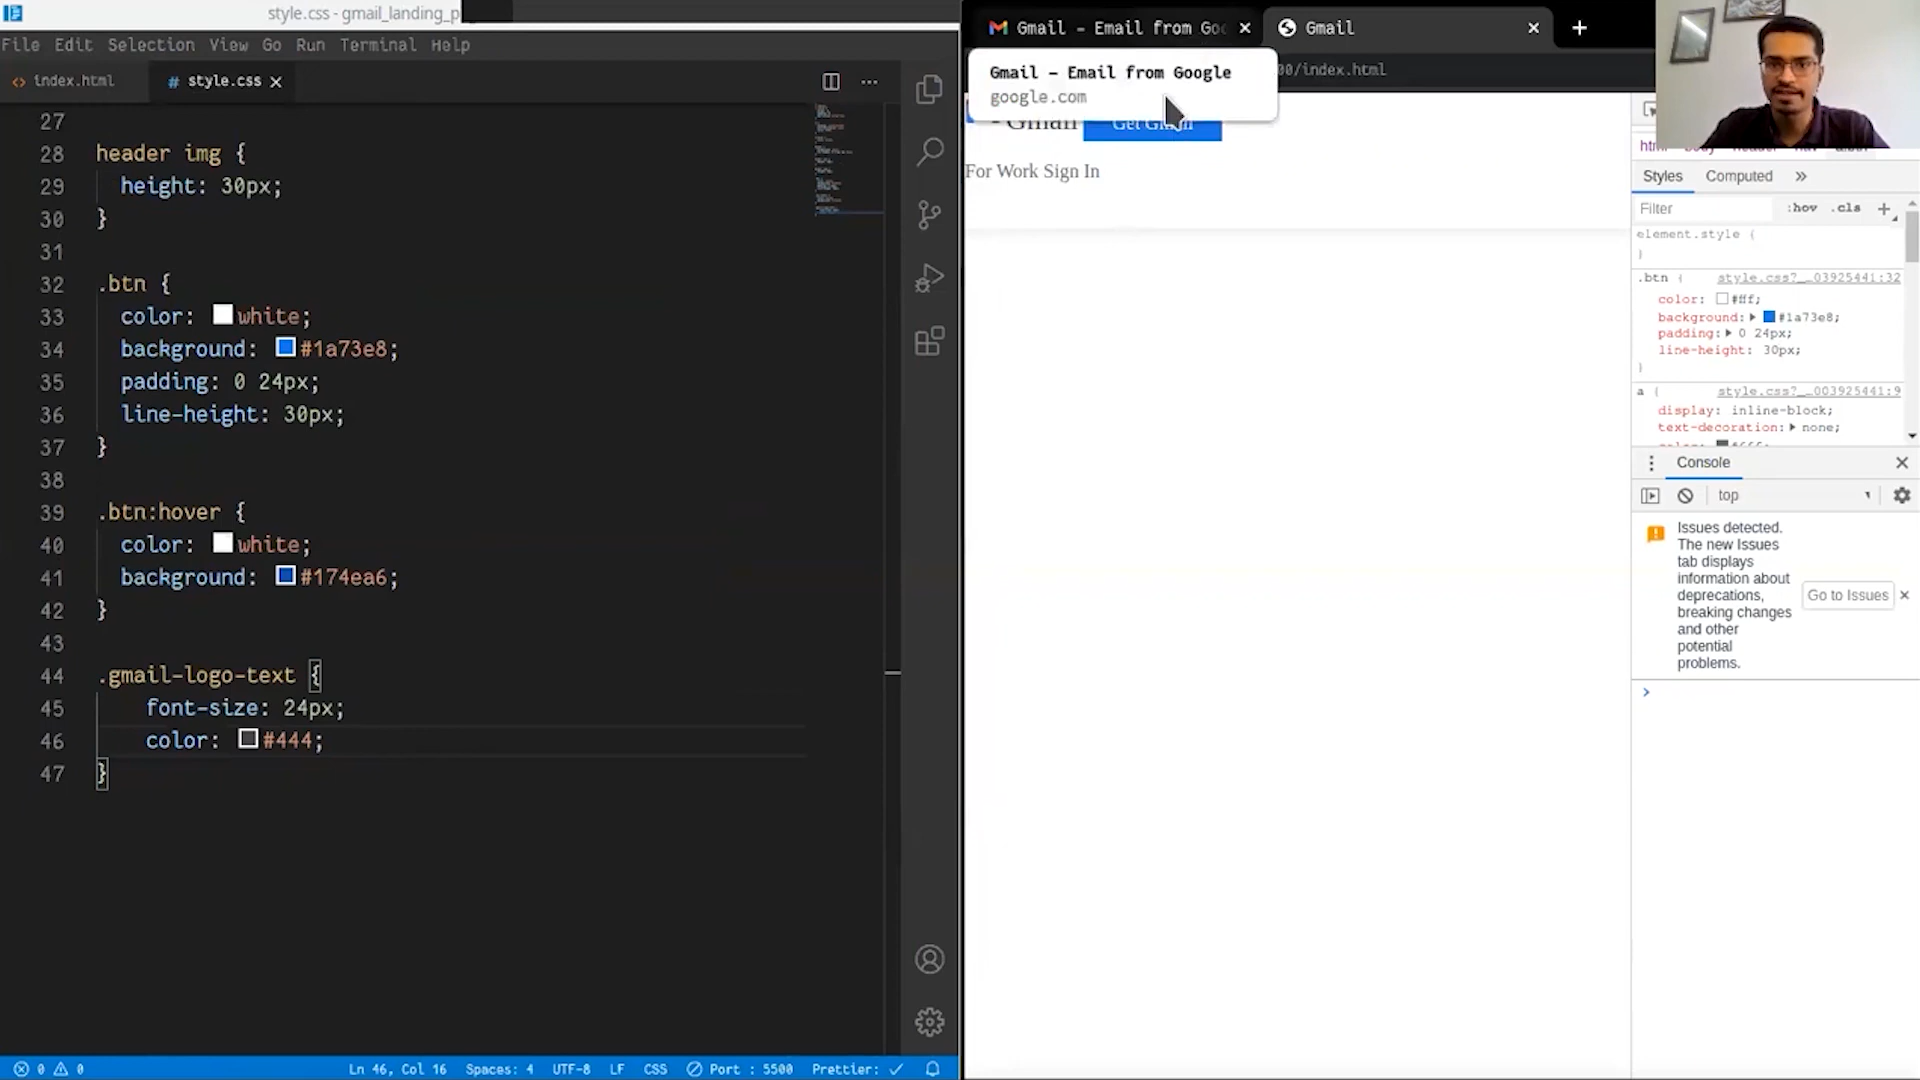 style.css - gmail_landing_p
File Edit Selection View Go Run Terminal Help
<> index.html
# style.css ×
27
28 header img {
29 height: 30px;
30 }
31
32 .btn {
33 color: white;
34 background: #1a73e8;
35 padding: 0 24px;
36 line-height: 30px;
37 }
38
39 .btn:hover {
40 color: white;
41 background: #174ea6;
42 }
43
44 .gmail-logo-text {
45 font-size: 24px;
46 color: #444;
47 }
0 0 Ln 46, Col 16 Spaces: 4 UTF-8 LF CSS Port : 5500 Prettier: ✓
Gmail – Email from Goo ×
Gmail × +
Gmail – Email from Google
google.com
00/index.html
Gmail Get Gmail
For Work Sign In
html body header nav
Styles Computed »
Filter :hov .cls +
element.style {
}
.btn { style.css?_…03925441:32
color: #fff;
background: #1a73e8;
padding: 0 24px;
line-height: 30px;
}
a { style.css?_…003925441:9
display: inline-block;
text-decoration: none;
Console ×
top
Issues detected.
The new Issues
tab displays
information about
deprecations,
breaking changes
and other
potential
problems.
Go to Issues ×